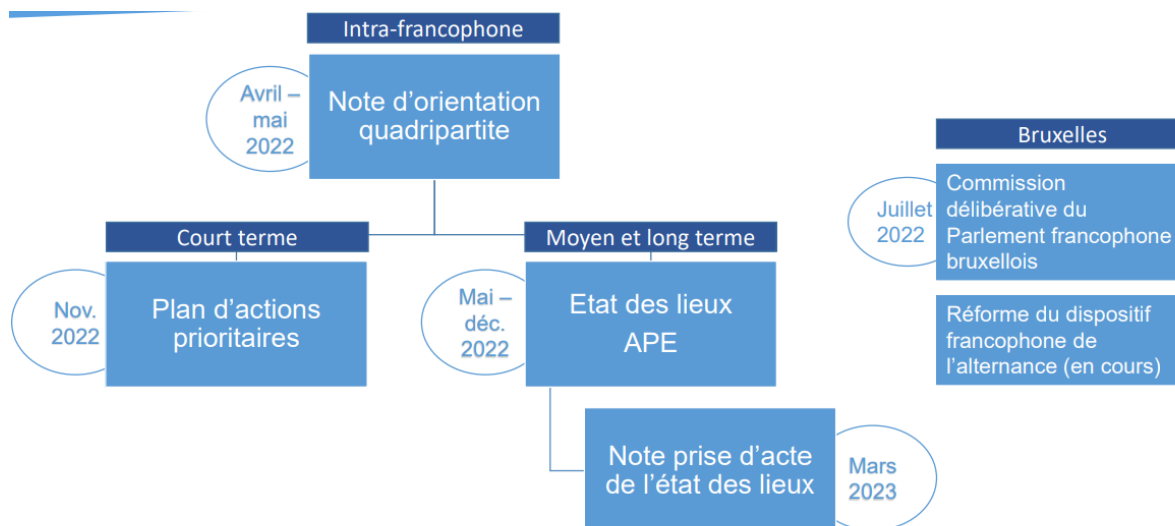 Intra-francophone
Avril –
mai
2022
Note d’orientation
quadripartite
Court terme
Nov.
2022
Plan d’actions
prioritaires
Moyen et long terme
Mai –
déc.
2022
Etat des lieux
APE
Note prise d’acte
de l’état des lieux
Mars
2023
Bruxelles
Juillet
2022
Commission
délibérative du
Parlement francophone
bruxellois
Réforme du dispositif
francophone de
l’alternance (en cours)